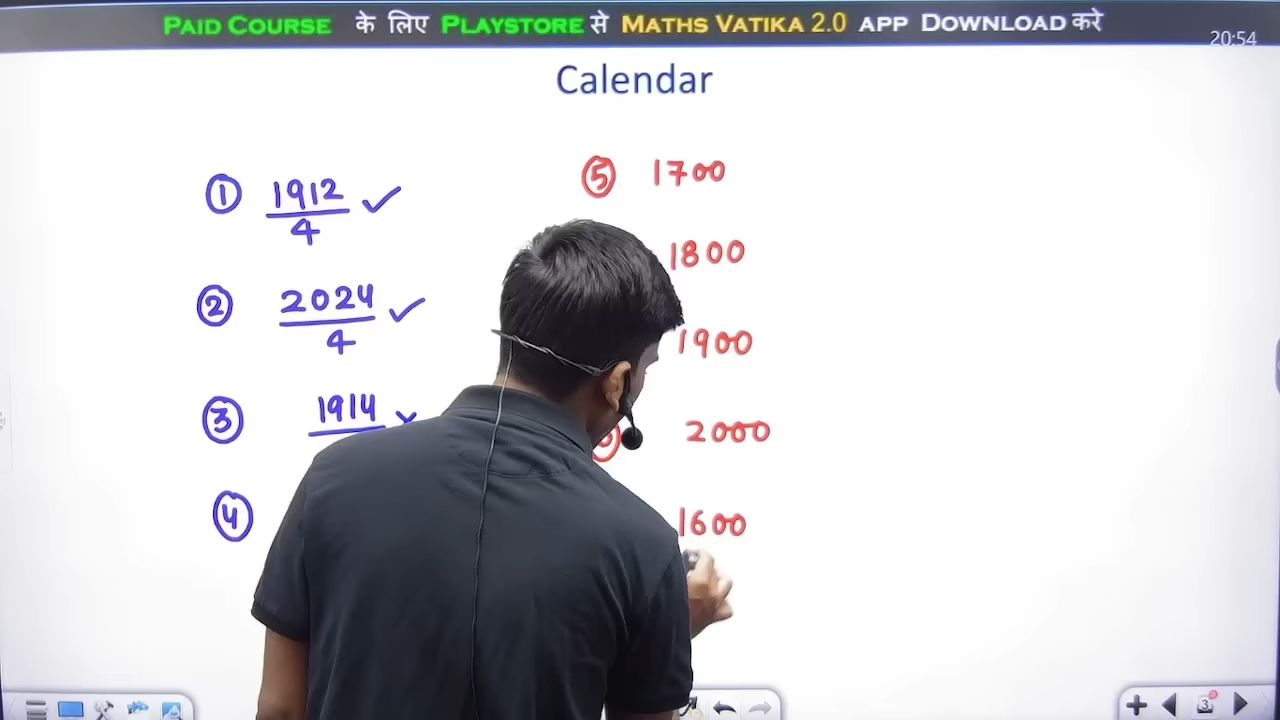 PAID COURSE के लिए PLAYSTORE से MATHS VATIKA 2.0 APP DOWNLOAD करे
20:54
Calendar
① 1912 ✓
4
② 2024 ✓
4
③ 1914 ×
④
⑤ 1700
1800
1900
2000
1600
3